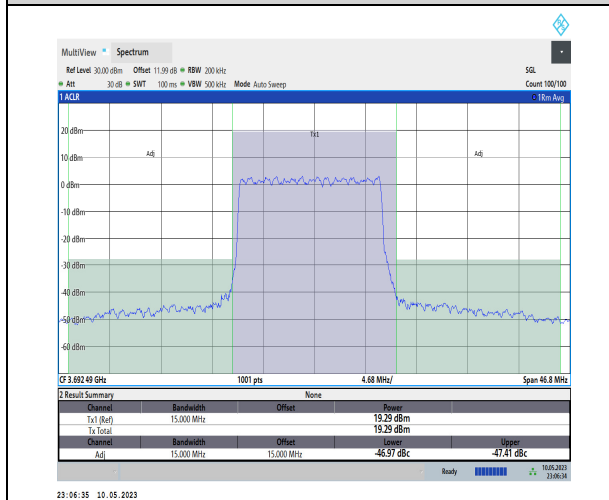 MultiView Spectrum
Ref Level 30.00 dBm Offset 11.99 dB RBW 200 kHz SGL
Att 30 dB SWT 100 ms VBW 500 kHz Mode Auto Sweep Count 100/100
1 ACLR 1Rm Avg
20 dBm
Tx1
10 dBm
Adj Adj
0 dBm
-10 dBm
-20 dBm
-30 dBm
-40 dBm
-50 dBm
-60 dBm
CF 3.692 49 GHz 1001 pts 4.68 MHz/ Span 46.8 MHz
2 Result Summary None
Channel Bandwidth Offset Power
Tx1 (Ref) 15.000 MHz 19.29 dBm
Tx Total 19.29 dBm
Channel Bandwidth Offset Lower Upper
Adj 15.000 MHz 15.000 MHz -46.97 dBc -47.41 dBc
Ready 10.05.2023
23:06:34
23:06:35 10.05.2023